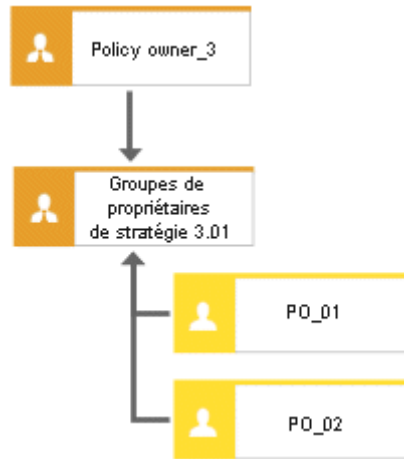 Policy owner_3
Groupes de
propriétaires
de stratégie 3.01
PO_01
PO_02